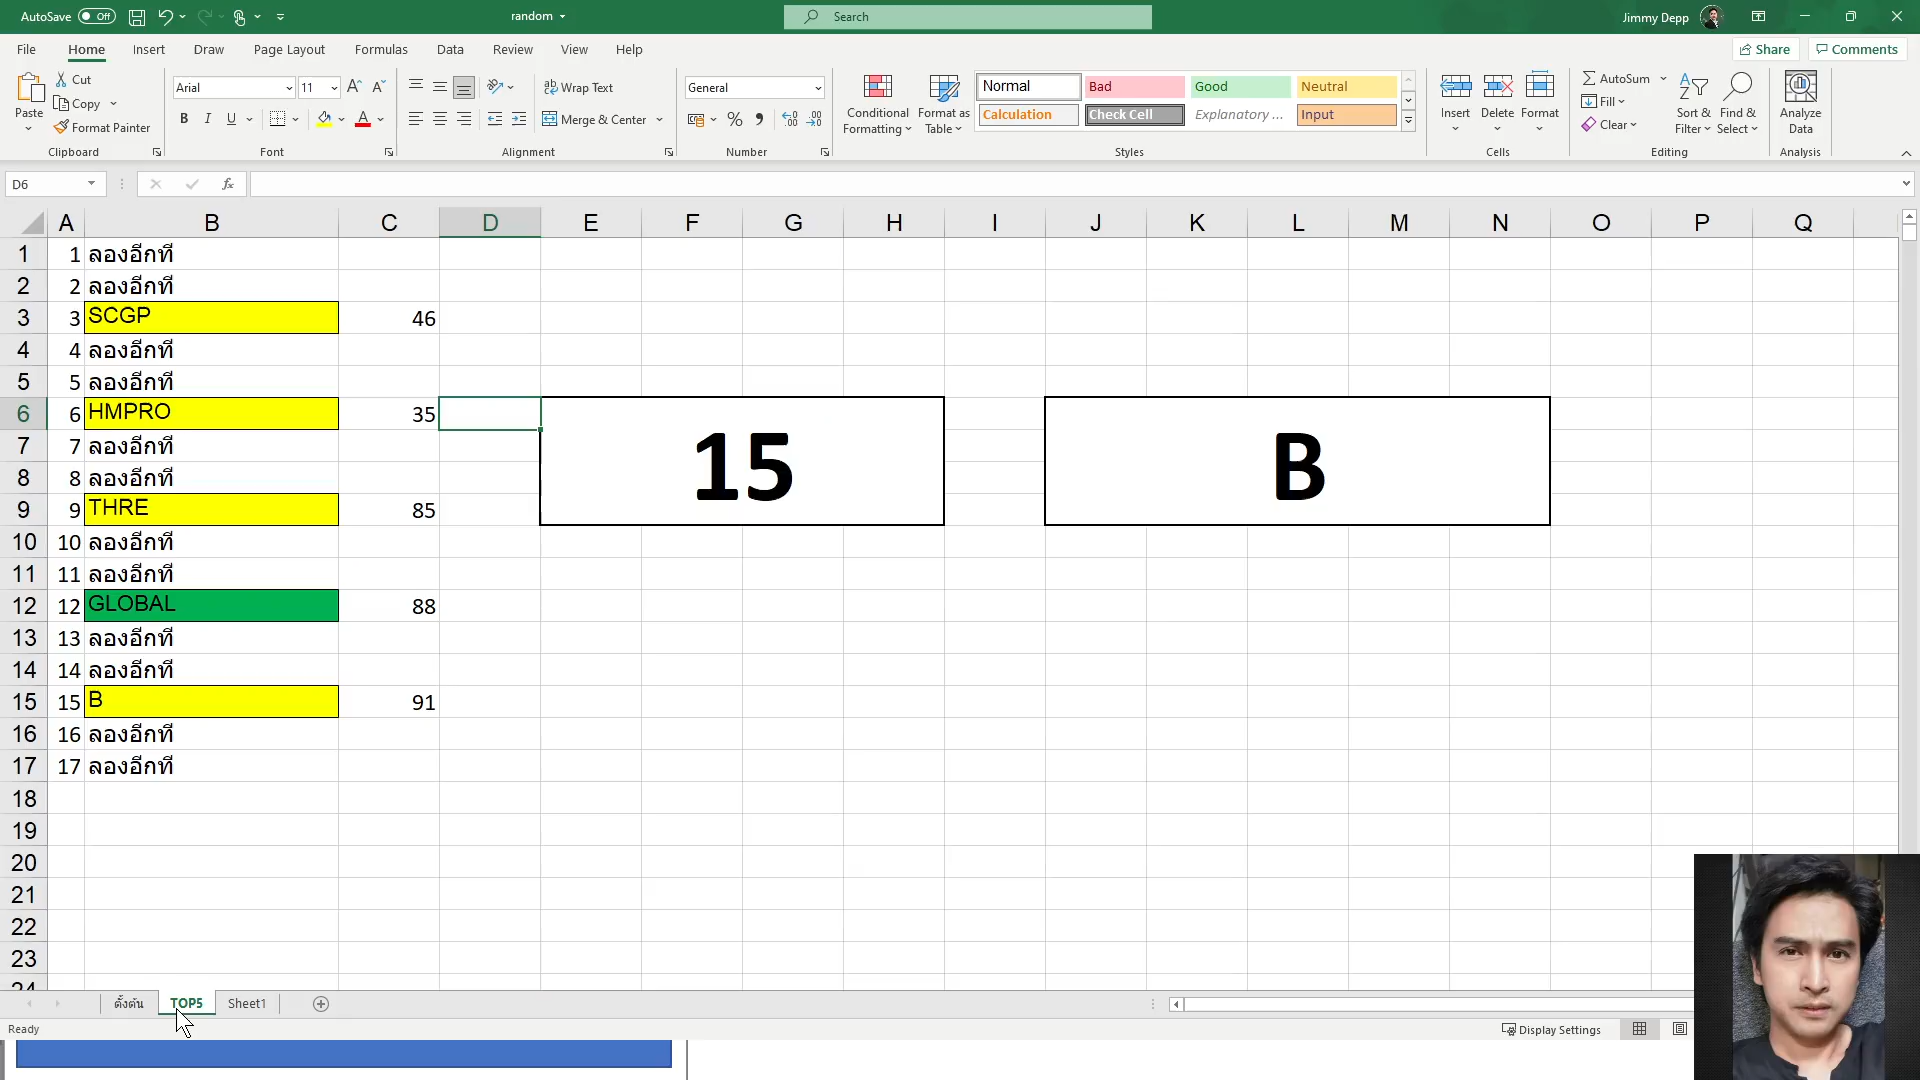 AutoSave Off random Search Jimmy Depp
File Home Insert Draw Page Layout Formulas Data Review View Help Share Comments
Paste Cut Copy Format Painter Clipboard
Arial 11 B I U Font
Wrap Text Merge & Center Alignment
General % 9 Number
Conditional Formatting Format as Table
Normal Bad Good Neutral
Calculation Check Cell Explanatory ... Input
Styles
Insert Delete Format Cells
AutoSum Fill Clear Sort & Filter Find & Select Editing
Analyze Data Analysis
D6 fx
A B C D E F G H I J K L M N O P Q
1 1 ลองอีกที
2 2 ลองอีกที
3 3 SCGP 46
4 4 ลองอีกที
5 5 ลองอีกที
6 6 HMPRO 35
7 7 ลองอีกที
8 8 ลองอีกที
15 B
9 9 THRE 85
10 10 ลองอีกที
11 11 ลองอีกที
12 12 GLOBAL 88
13 13 ลองอีกที
14 14 ลองอีกที
15 15 B 91
16 16 ลองอีกที
17 17 ลองอีกที
18
19
20
21
22
23
24
ตั้งต้น TOP5 Sheet1
Ready Display Settings